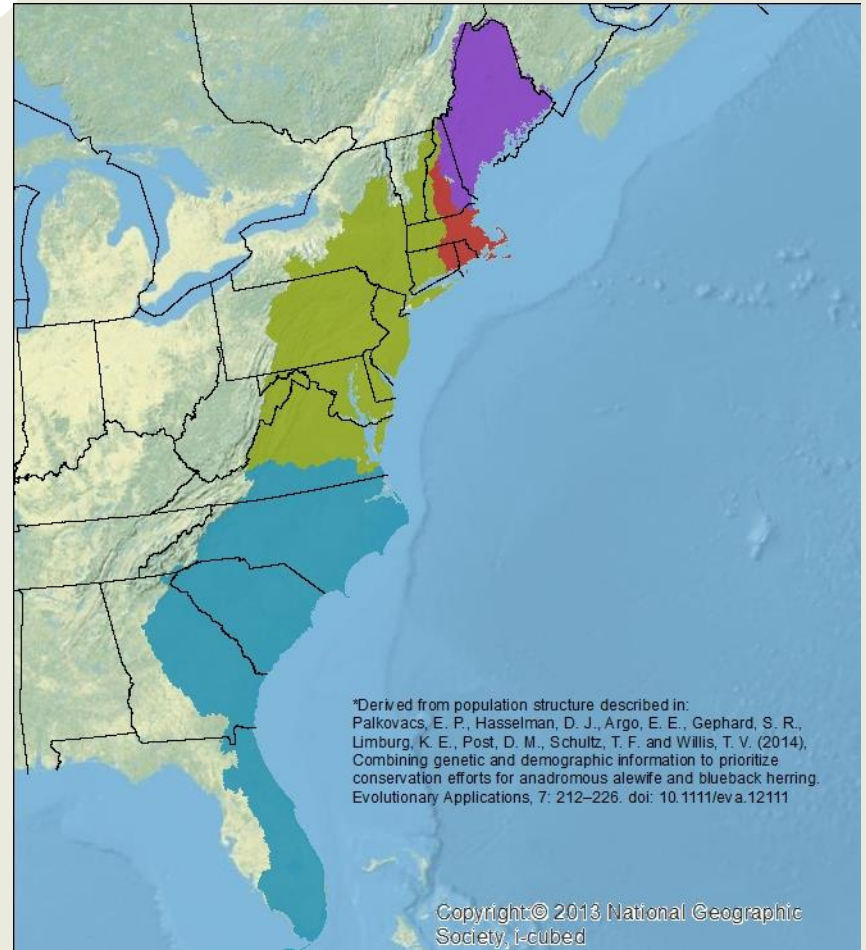 *Derived from population structure described in:
Palkovacs, E. P., Hasselman, D. J., Argo, E. E., Gephard, S. R.,
Limburg, K. E., Post, D. M., Schultz, T. F. and Willis, T. V. (2014),
Combining genetic and demographic information to prioritize
conservation efforts for anadromous alewife and blueback herring.
Evolutionary Applications, 7: 212–226. doi: 10.1111/eva.12111
Copyright:© 2013 National Geographic
Society, i-cubed